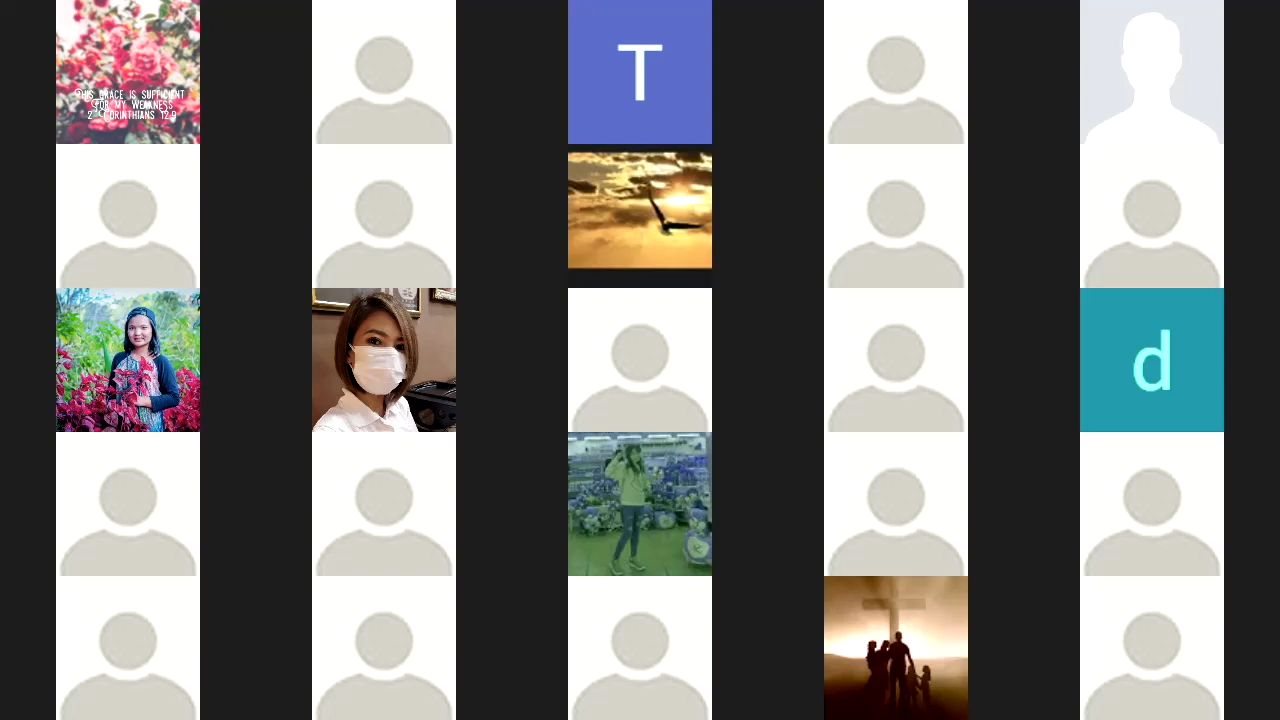 HIS GRACE IS SUFFICIENT
FOR MY WEAKNESS
2 CORINTHIANS 12:9
T
d